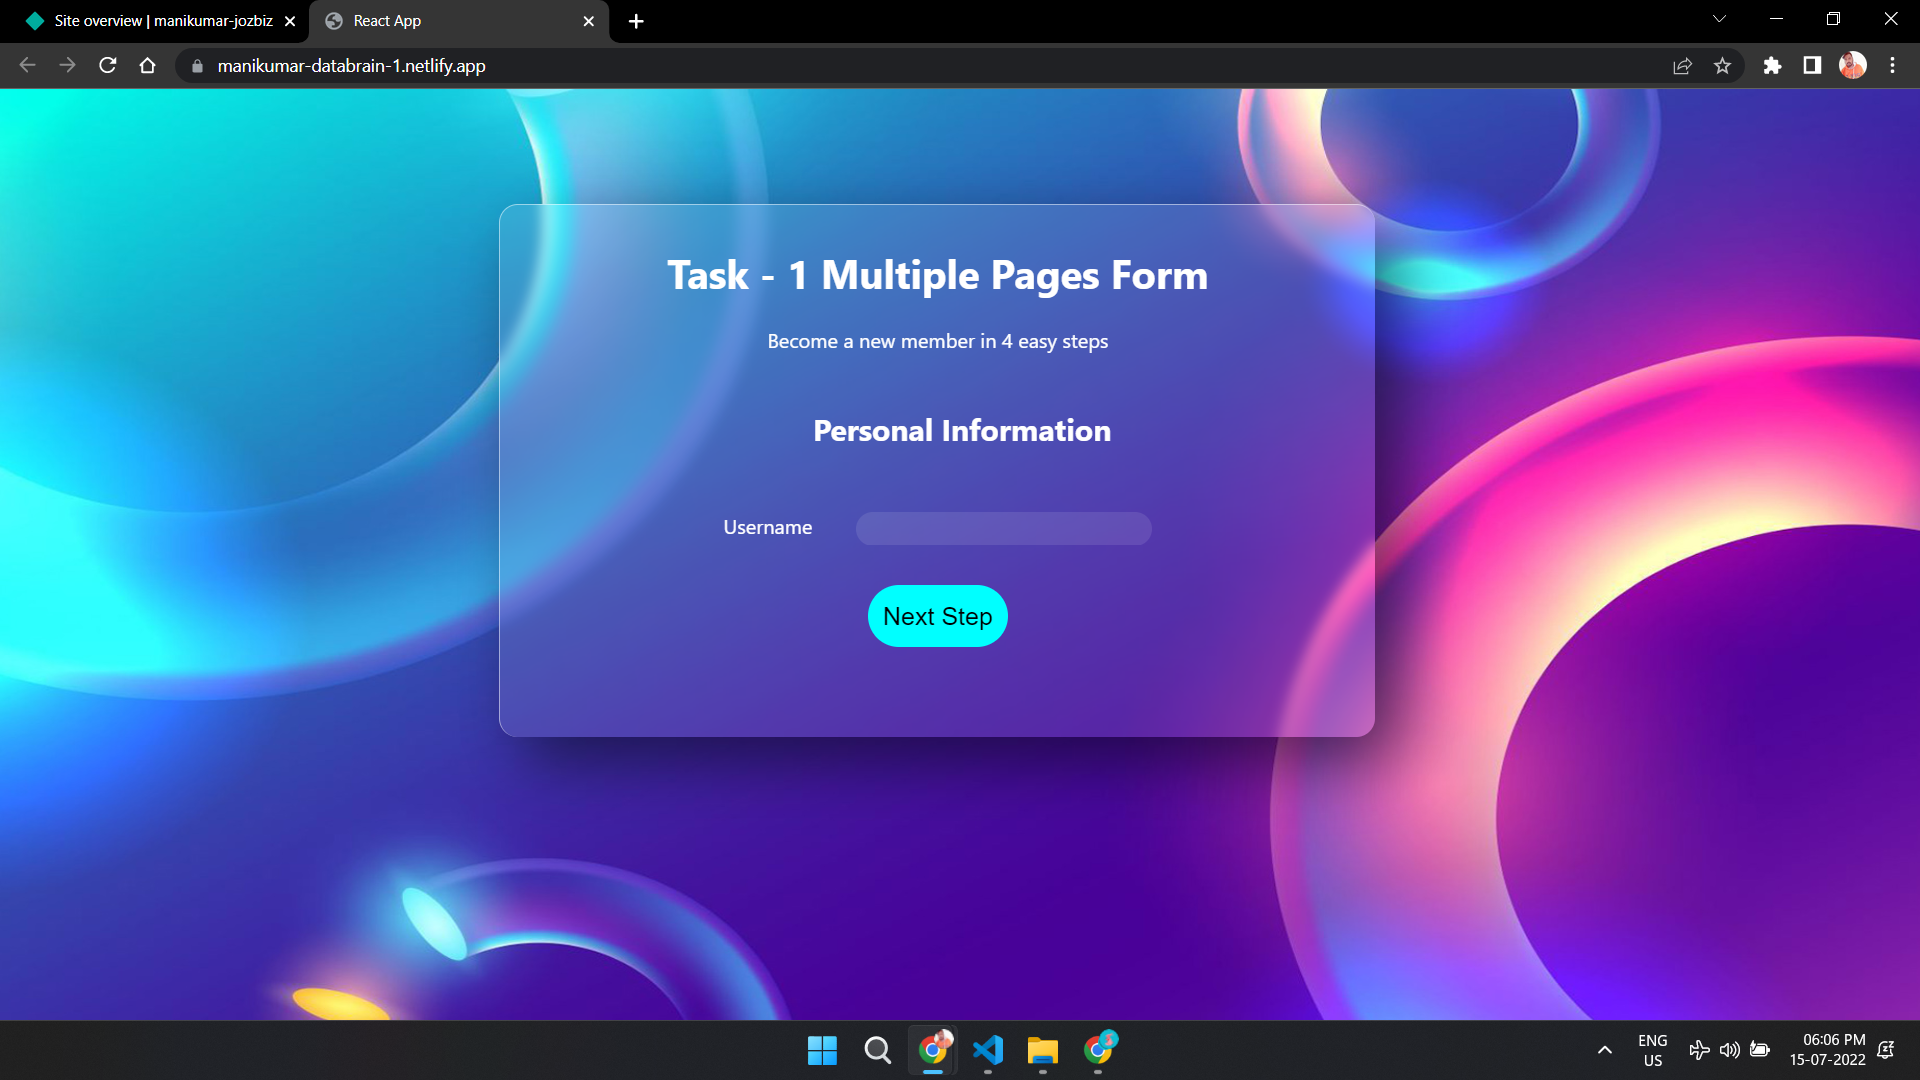 Site overview | manikumar-jozbiz
React App
manikumar-databrain-1.netlify.app
Task - 1 Multiple Pages Form
Become a new member in 4 easy steps
Personal Information
Username
Next Step
ENG
US
06:06 PM
15-07-2022